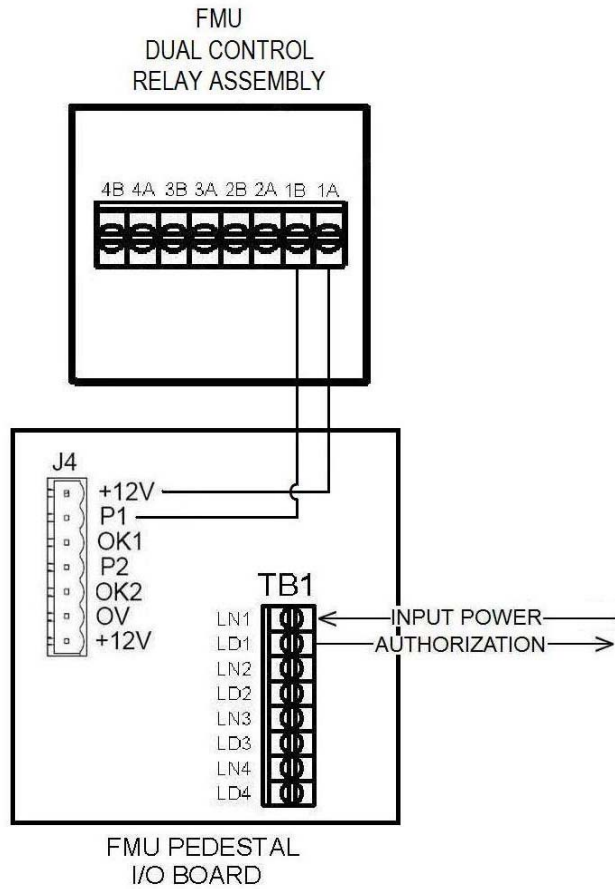 FMU
DUAL CONTROL
RELAY ASSEMBLY
4B 4A 3B 3A 2B 2A 1B 1A
J4
+12V
P1
OK1
P2
OK2
OV
+12V
TB1
LN1
INPUT POWER
LD1
AUTHORIZATION
LN2
LD2
LN3
LD3
LN4
LD4
FMU PEDESTAL
I/O BOARD